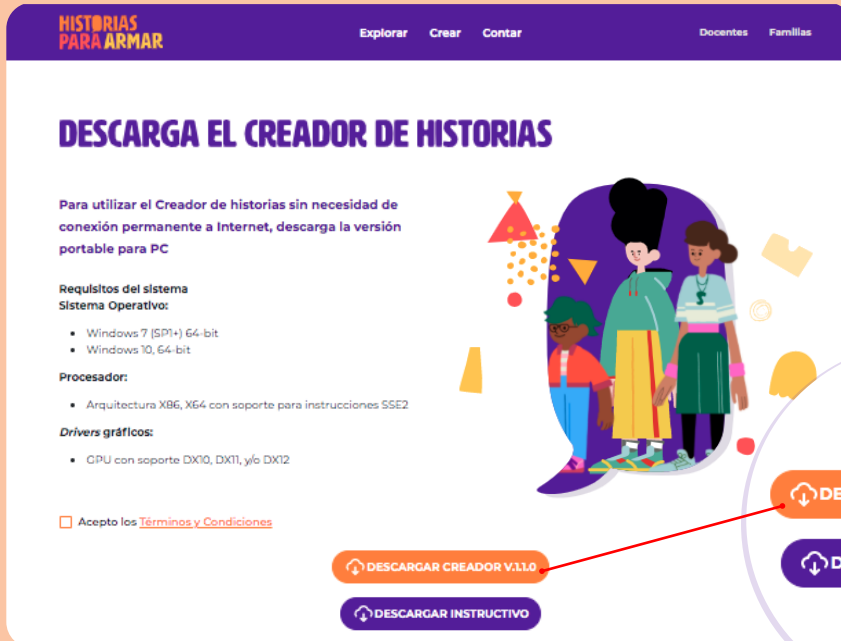 HISTORIAS
PARA ARMAR
Explorar Crear Contar
Docentes Familias
DESCARGA EL CREADOR DE HISTORIAS
Para utilizar el Creador de historias sin necesidad de
conexión permanente a Internet, descarga la versión
portable para PC
Requisitos del sistema
Sistema Operativo:
Windows 7 (SP1+) 64-bit
Windows 10, 64-bit
Procesador:
Arquitectura X86, X64 con soporte para instrucciones SSE2
Drivers gráficos:
GPU con soporte DX10, DX11, y/o DX12
Acepto los Términos y Condiciones
DESCARGAR CREADOR V.1.1.0
DESCARGAR INSTRUCTIVO
DE
D